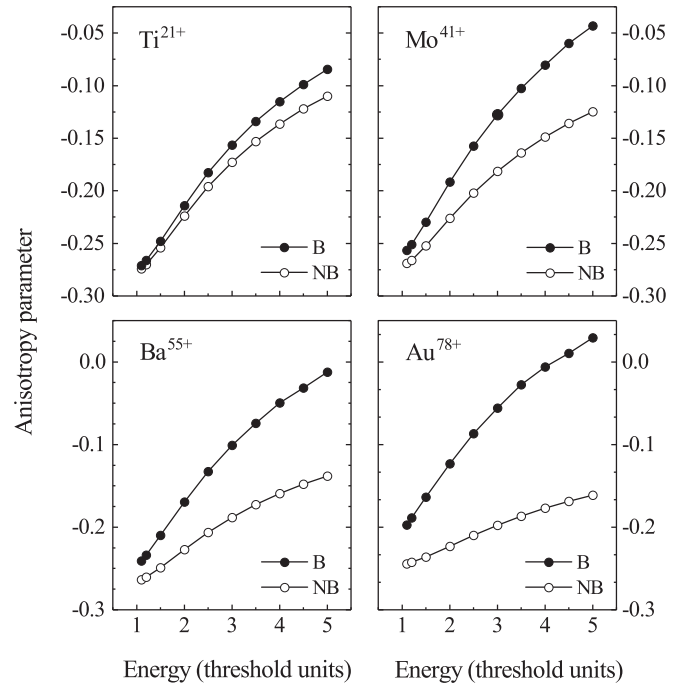 Ti21+
Mo41+
-0.05
-0.10
-0.15
-0.20
-0.25
-0.30
B
NB
B
NB
-0.05
-0.10
-0.15
-0.20
-0.25
-0.30
Anisotropy parameter
Ba55+
Au78+
0.0
-0.1
-0.2
-0.3
B
NB
B
NB
0.0
-0.1
-0.2
-0.3
1 2 3 4 5
1 2 3 4 5
Energy (threshold units)
Energy (threshold units)